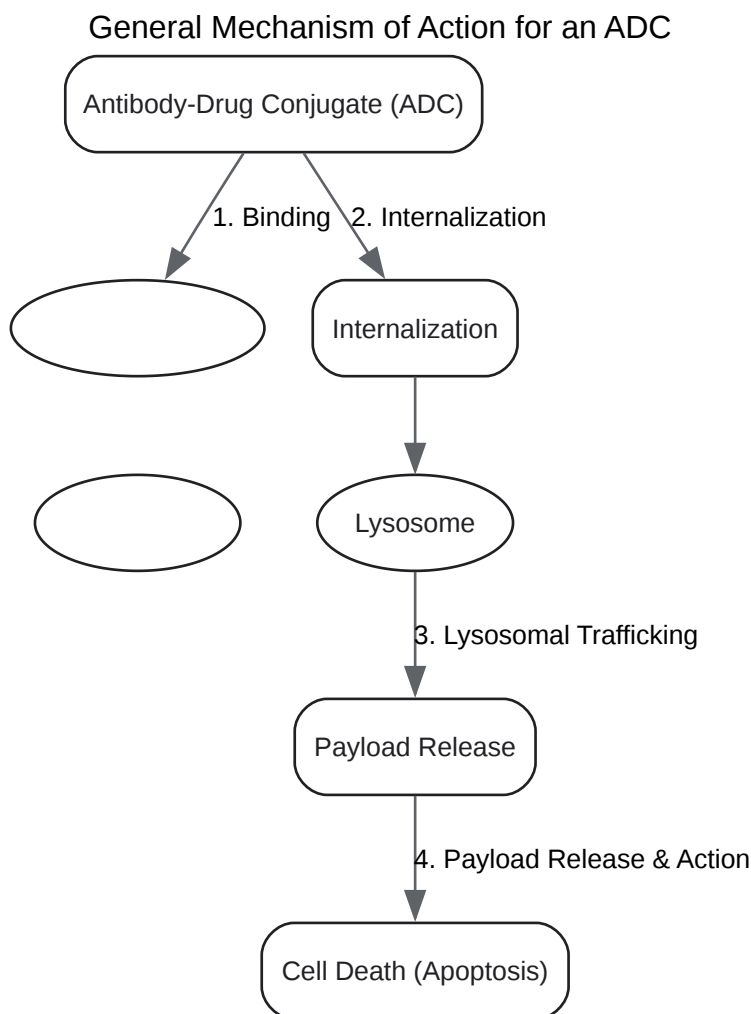 General Mechanism of Action for an ADC
Antibody-Drug Conjugate (ADC)
1. Binding
2. Internalization
Internalization
Lysosome
3. Lysosomal Trafficking
Payload Release
4. Payload Release & Action
Cell Death (Apoptosis)